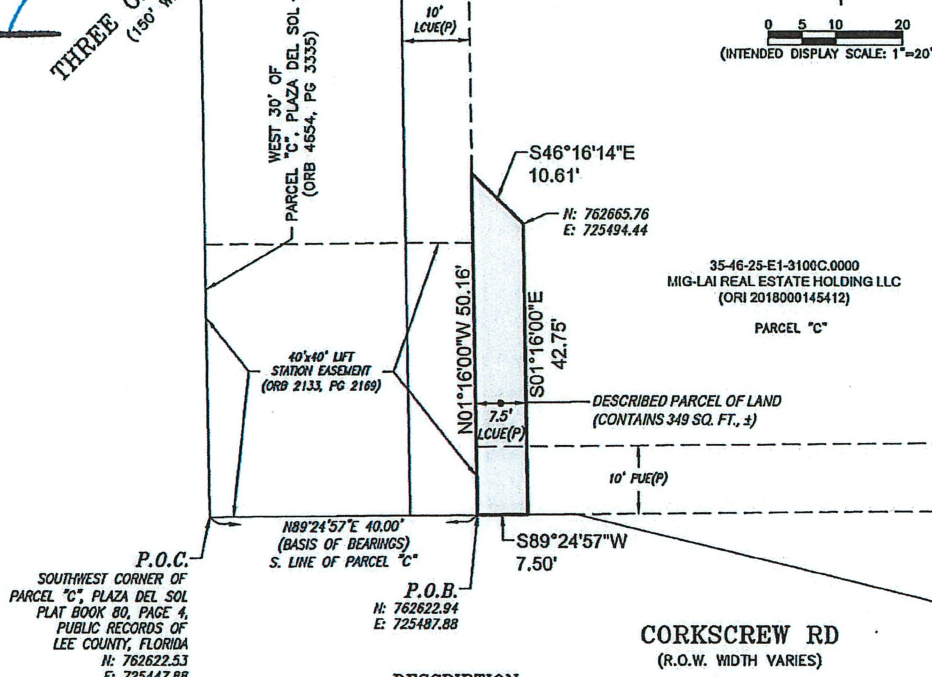 THREE O
(150' W
WEST 30' OF
PARCEL "C", PLAZA DEL SOL
(ORB 4654, PG 3335)
10'
LCUE(P)
0 5 10 20
(INTENDED DISPLAY SCALE: 1"=20'
S46°16'14"E
10.61'
N: 762665.76
E: 725494.44
35-46-25-E1-3100C.0000
MIG-LAI REAL ESTATE HOLDING LLC
(ORI 2018000145412)
PARCEL "C"
N01°16'00"W 50.16'
S01°16'00"E
42.75'
40'x40' LIFT
STATION EASEMENT
(ORB 2133, PG 2169)
7.5'
LCUE(P)
DESCRIBED PARCEL OF LAND
(CONTAINS 349 SQ. FT., ±)
10' PUE(P)
N89°24'57"E 40.00'
(BASIS OF BEARINGS)
S. LINE OF PARCEL "C"
S89°24'57"W
7.50'
P.O.C.
SOUTHWEST CORNER OF
PARCEL "C", PLAZA DEL SOL
PLAT BOOK 80, PAGE 4,
PUBLIC RECORDS OF
LEE COUNTY, FLORIDA
N: 762622.53
E: 725447.88
P.O.B.
N: 762622.94
E: 725487.88
CORKSCREW RD
(R.O.W. WIDTH VARIES)
DESCRIPTION